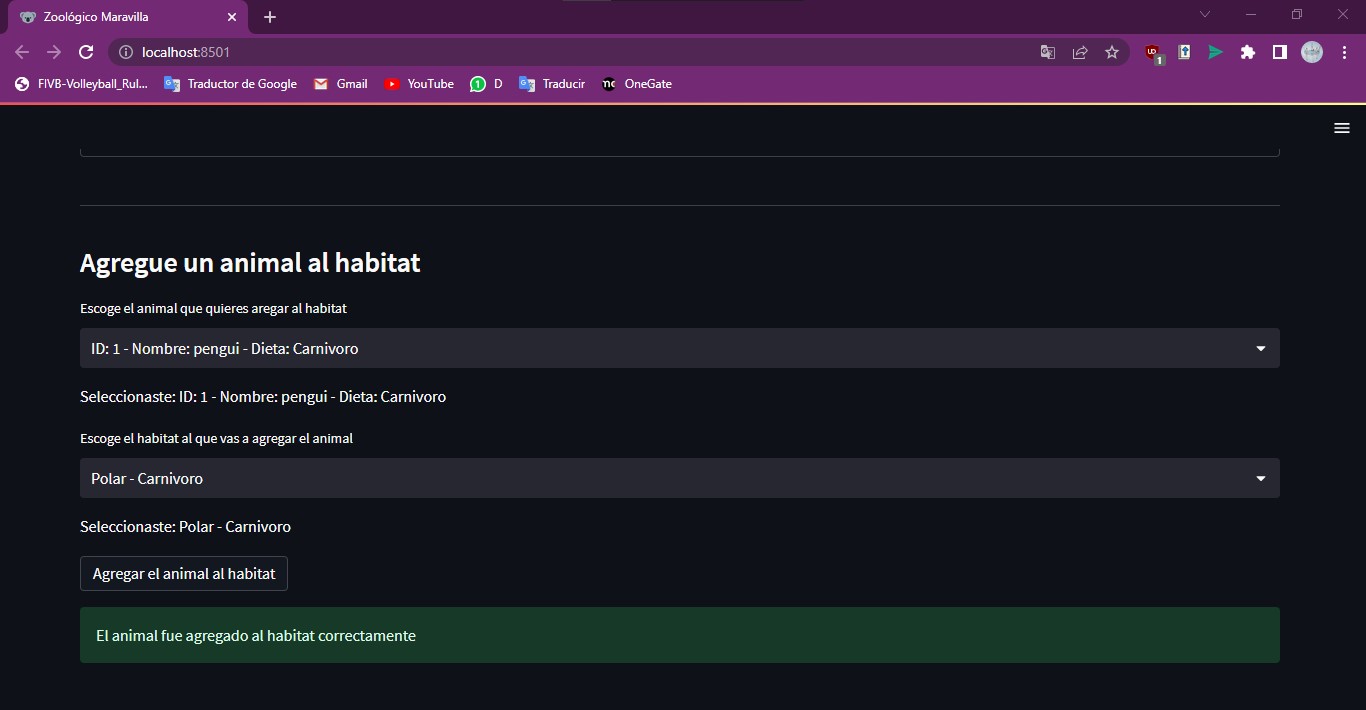 Zoológico Maravilla
localhost:8501
1
FIVB-Volleyball_Rul...
Traductor de Google
Gmail
YouTube
1
D
Traducir
OneGate
Agregue un animal al habitat
Escoge el animal que quieres aregar al habitat
ID: 1 - Nombre: pengui - Dieta: Carnivoro
Seleccionaste: ID: 1 - Nombre: pengui - Dieta: Carnivoro
Escoge el habitat al que vas a agregar el animal
Polar - Carnivoro
Seleccionaste: Polar - Carnivoro
Agregar el animal al habitat
El animal fue agregado al habitat correctamente